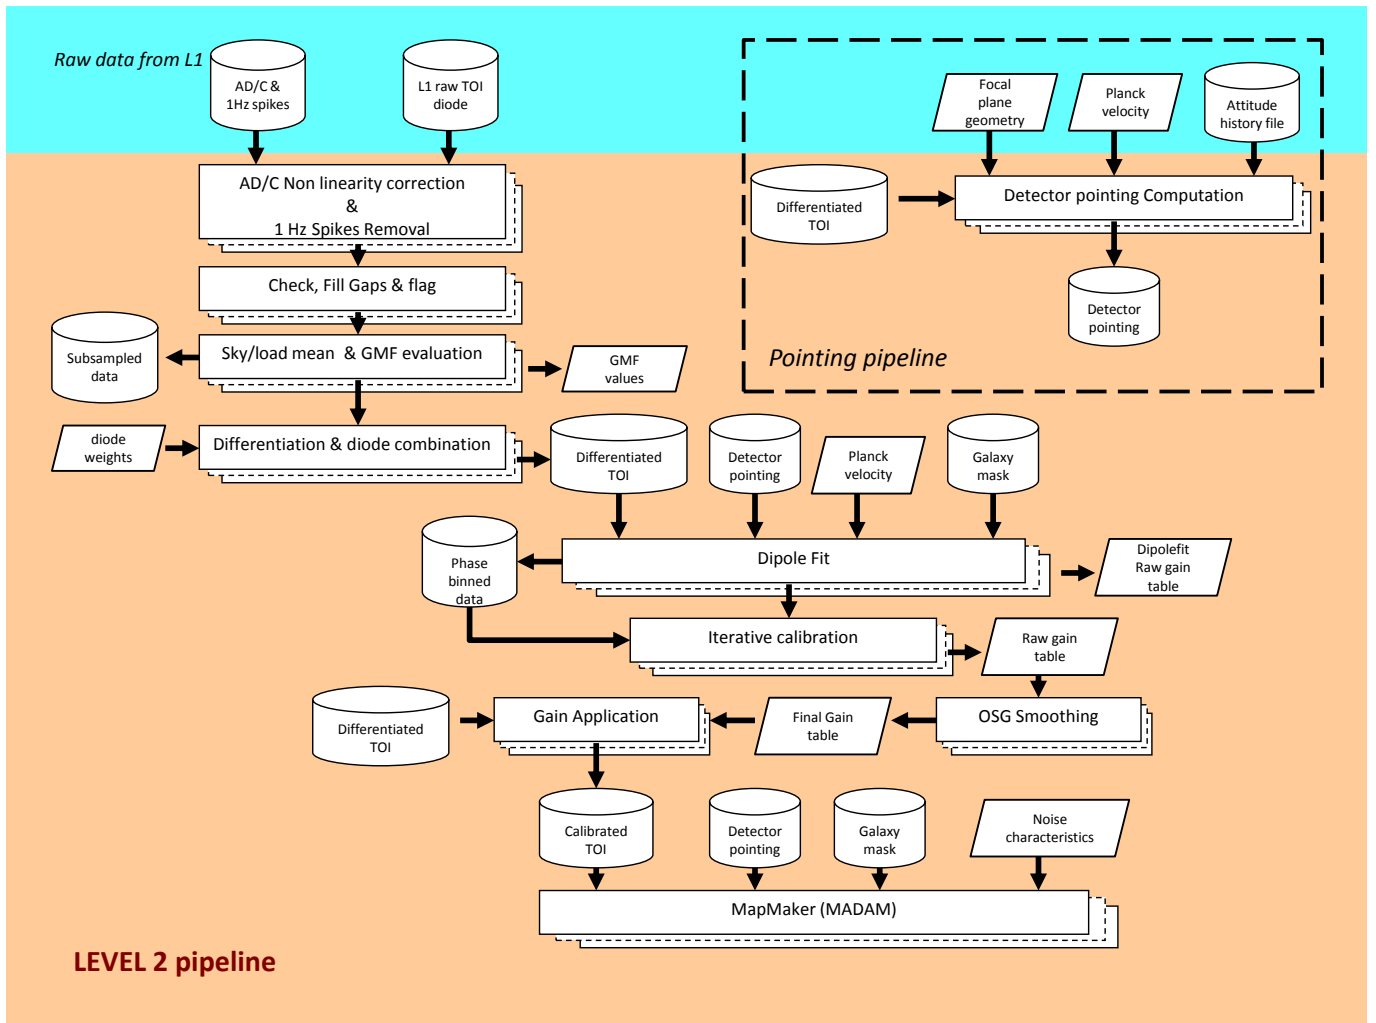 Raw data from L1
AD/C &
1Hz spikes
L1 raw TOI
diode
Focal
plane
geometry
Planck
velocity
Attitude
history file
AD/C Non linearity correction
&
1 Hz Spikes Removal
Differentiated
TOI
Detector pointing Computation
Check, Fill Gaps & flag
Detector
pointing
Pointing pipeline
Subsampled
data
Sky/load mean & GMF evaluation
GMF
values
diode
weights
Differentiation & diode combination
Differentiated
TOI
Detector
pointing
Planck
velocity
Galaxy
mask
Phase
binned
data
Dipole Fit
Dipolefit
Raw gain
table
Iterative calibration
Raw gain
table
Differentiated
TOI
Gain Application
Final Gain
table
OSG Smoothing
Calibrated
TOI
Detector
pointing
Galaxy
mask
Noise
characteristics
MapMaker (MADAM)
LEVEL 2 pipeline